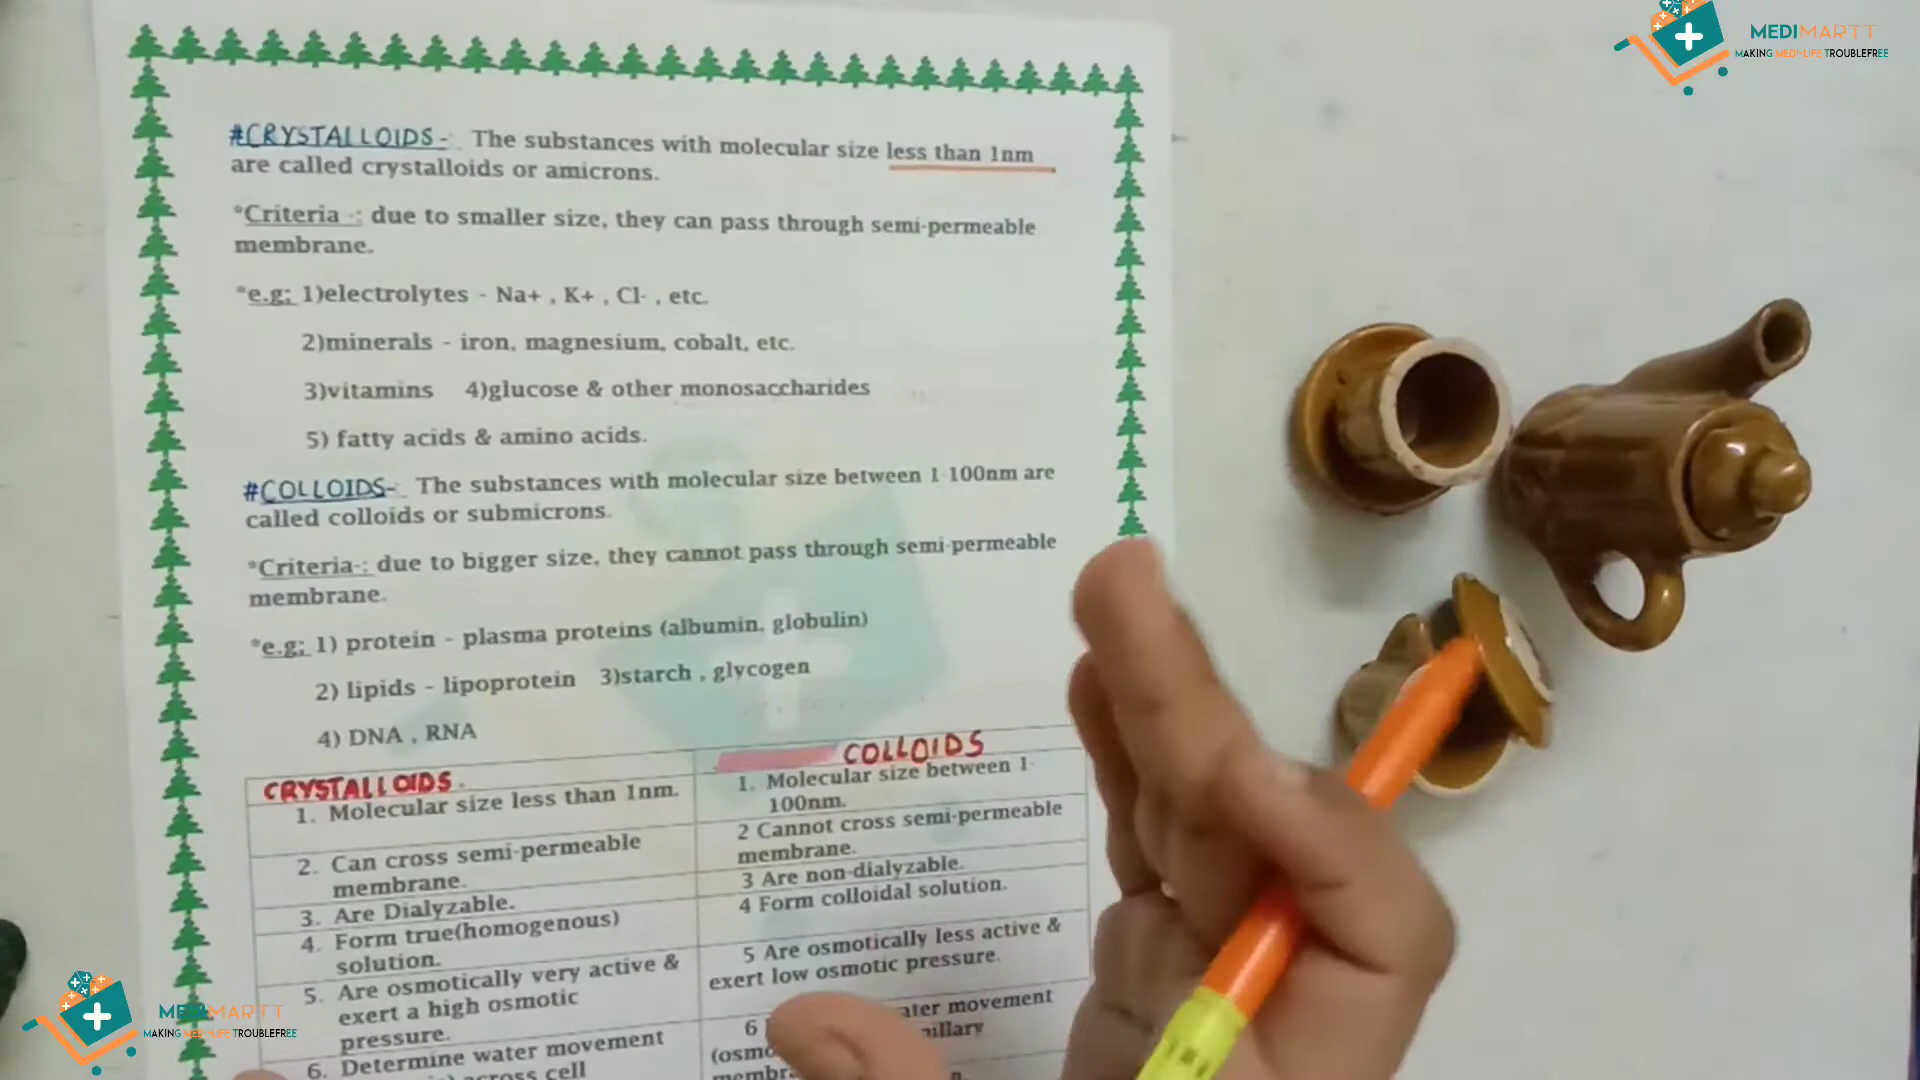 MEDIMARTT
MAKING MEDI-LIFE TROUBLEFREE
#CRYSTALLOIDS-: The substances with molecular size less than 1nm
are called crystalloids or amicrons.
*Criteria -: due to smaller size, they can pass through semi-permeable
membrane.
*e.g: 1)electrolytes - Na+ , K+ , Cl- , etc.
2)minerals - iron, magnesium, cobalt, etc.
3)vitamins 4)glucose & other monosaccharides
5) fatty acids & amino acids.
#COLLOIDS-: The substances with molecular size between 1-100nm are
called colloids or submicrons.
*Criteria-: due to bigger size, they cannot pass through semi-permeable
membrane.
*e.g: 1) protein - plasma proteins (albumin, globulin)
2) lipids - lipoprotein 3)starch , glycogen
4) DNA , RNA
CRYSTALLOIDS.
1. Molecular size less than 1nm.
2. Can cross semi-permeable
membrane.
3. Are Dialyzable.
4. Form true(homogenous)
solution.
5. Are osmotically very active &
exert a high osmotic
pressure.
6. Determine water movement
across cell
COLLOIDS
1. Molecular size between 1-
100nm.
2 Cannot cross semi-permeable
membrane.
3 Are non-dialyzable.
4 Form colloidal solution.
5 Are osmotically less active &
exert low osmotic pressure.
6 movement
MEDIMARTT
MAKING MEDI-LIFE TROUBLEFREE